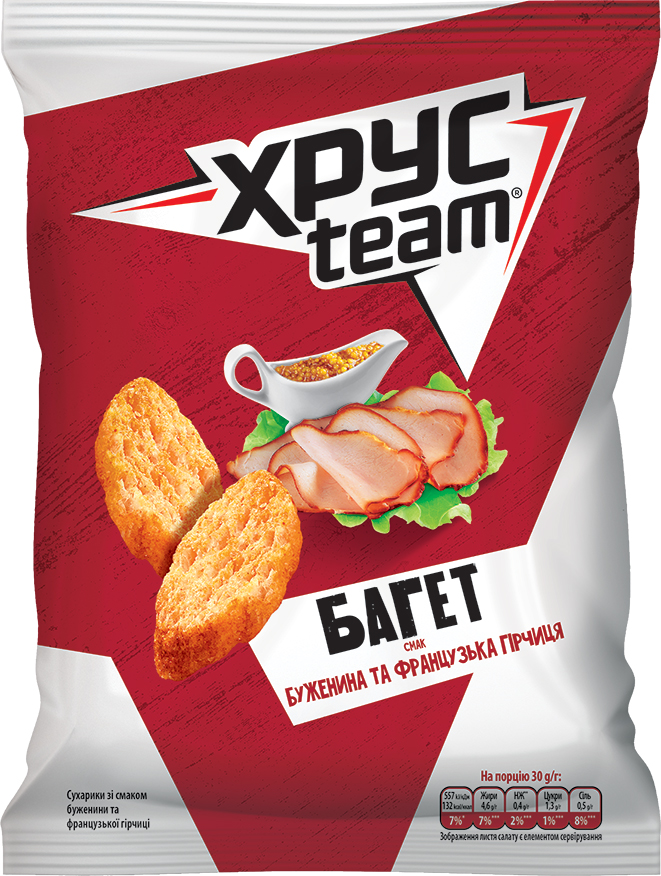 хрус
team®
БАГЕТ
смак
БУЖЕНИНА ТА ФРАНЦУЗЬКА ГІРЧИЦЯ
Сухарики зі смаком
буженини та
французької гірчиці
На порцію 30 g/г:
557 kJ/кДж Жири НЖ** Цукри Сіль
132 kcal/ккал 4,6 g/г 0,4 g/г 1,3 g/г 0,5 g/г
7%* 7%*** 2%*** 1%*** 8%***
Зображення листя салату є елементом сервірування